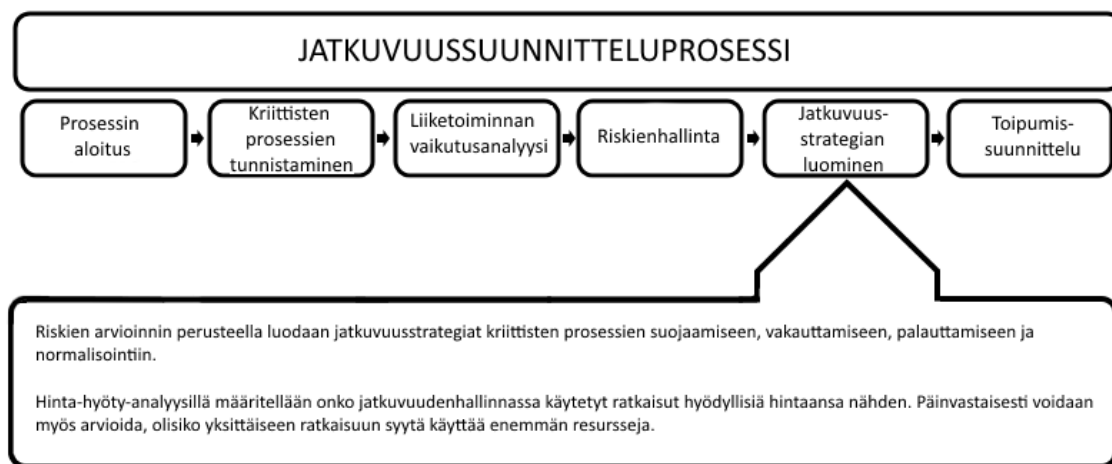 JATKUVUUSSUUNNITTELUPROSESSI
Prosessin
aloitus
Kriittisten
prosessien
tunnistaminen
Liiketoiminnan
vaikutusanalyysi
Riskienhallinta
Jatkuvuus-
strategian
luominen
Toipumis-
suunnittelu
Riskien arvioinnin perusteella luodaan jatkuvuusstrategiat kriittisten prosessien suojaamiseen, vakauttamiseen, palauttamiseen ja
normalisointiin.
Hinta-hyöty-analyysillä määritellään onko jatkuvuudenhallinnassa käytetyt ratkaisut hyödyllisiä hintaansa nähden. Päinvastaisesti voidaan
myös arvioida, olisiko yksittäiseen ratkaisuun syytä käyttää enemmän resursseja.